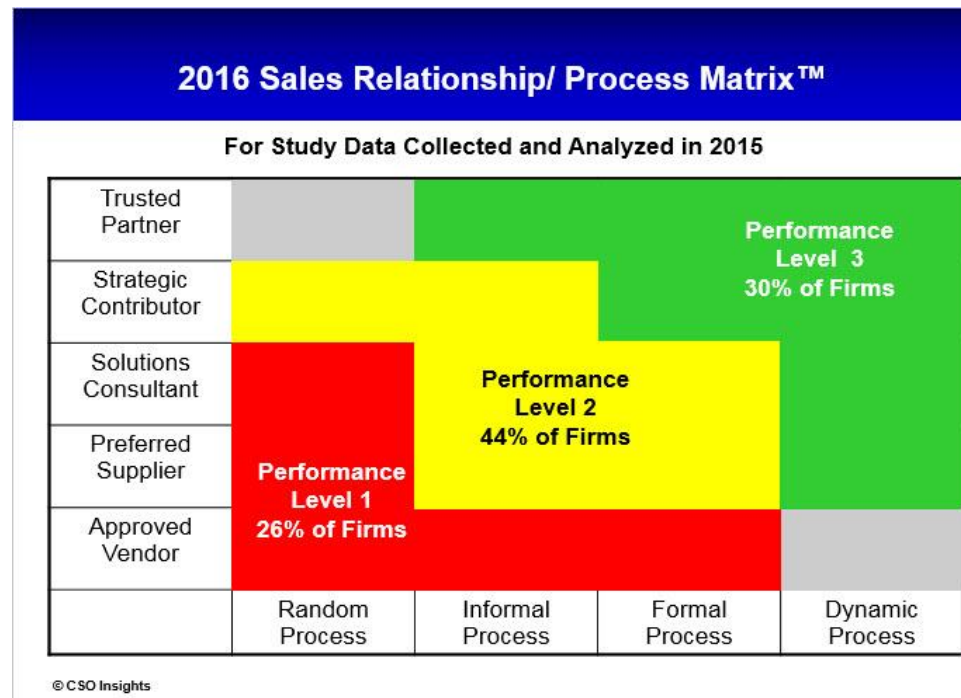 2016 Sales Relationship/ Process Matrix™
For Study Data Collected and Analyzed in 2015
Trusted
Partner
Performance
Level 3
30% of Firms
Strategic
Contributor
Solutions
Consultant
Performance
Level 2
44% of Firms
Preferred
Supplier
Performance
Level 1
26% of Firms
Approved
Vendor
Random
Process
Informal
Process
Formal
Process
Dynamic
Process
© CSO Insights